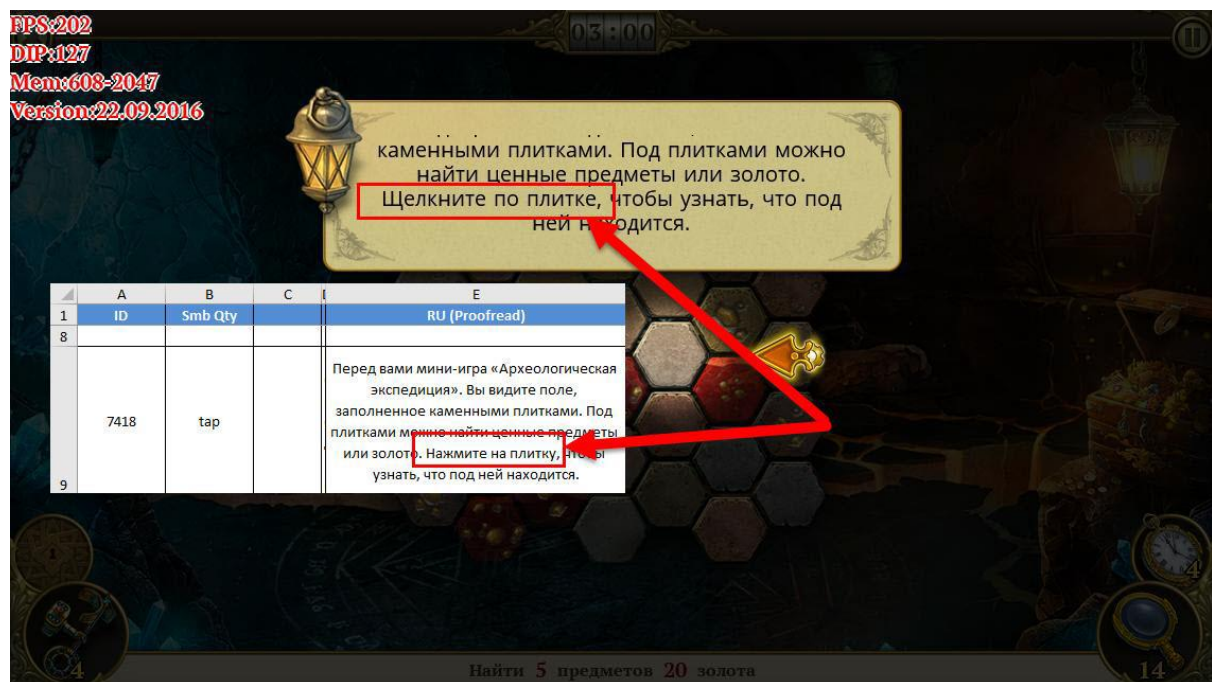 FPS:202
DIP:127
Mem:608-2047
Version:22.09.2016
03:00
каменными плитками. Под плитками можно
найти ценные предметы или золото.
Щелкните по плитке, чтобы узнать, что под
ней находится.
A B C E
1 ID Smb Qty RU (Proofread)
8
Перед вами мини-игра «Археологическая
экспедиция». Вы видите поле,
заполненное каменными плитками. Под
7418 tap
плитками можно найти ценные предметы
или золото. Нажмите на плитку, чтобы
узнать, что под ней находится.
9
1
4
4
14
Найти 5 предметов 20 золота